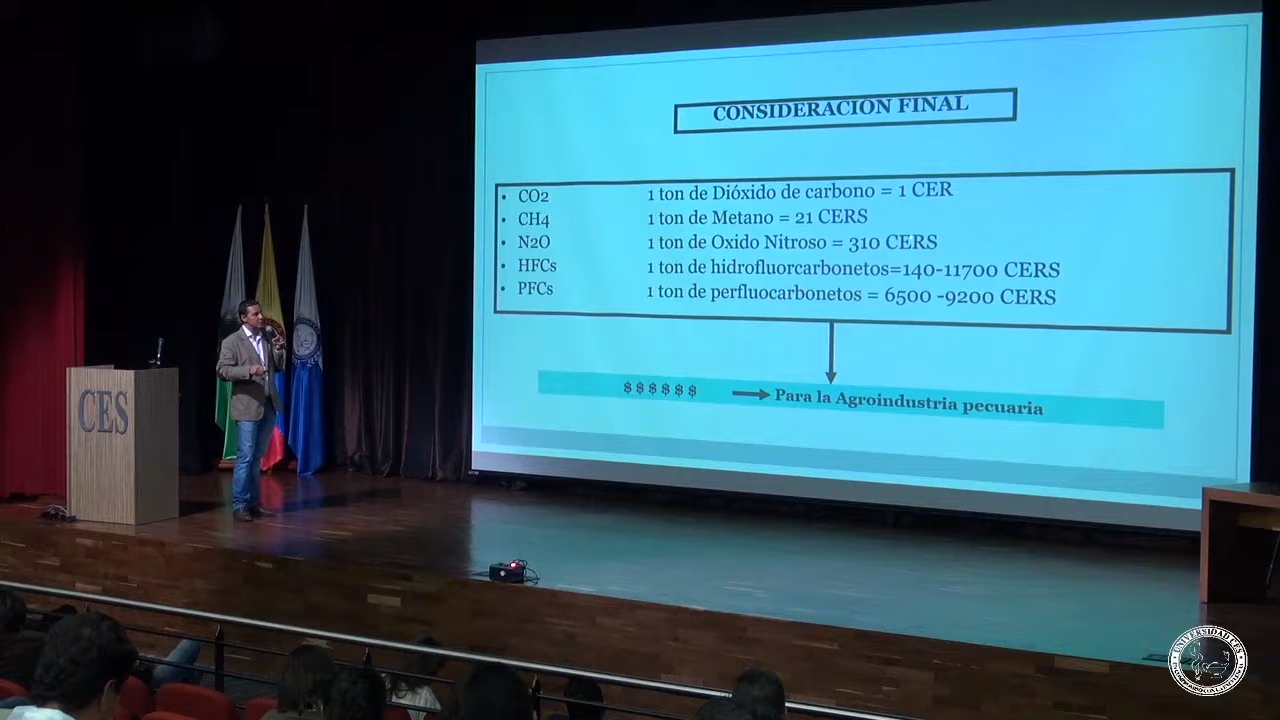 CONSIDERACION FINAL
• CO2 1 ton de Dióxido de carbono = 1 CER
• CH4 1 ton de Metano = 21 CERS
• N2O 1 ton de Oxido Nitroso = 310 CERS
• HFCs 1 ton de hidrofluorcarbonetos=140-11700 CERS
• PFCs 1 ton de perfluocarbonetos = 6500 -9200 CERS
$ $ $ $ $ $ Para la Agroindustria pecuaria
CES
UNIVERSIDAD CES